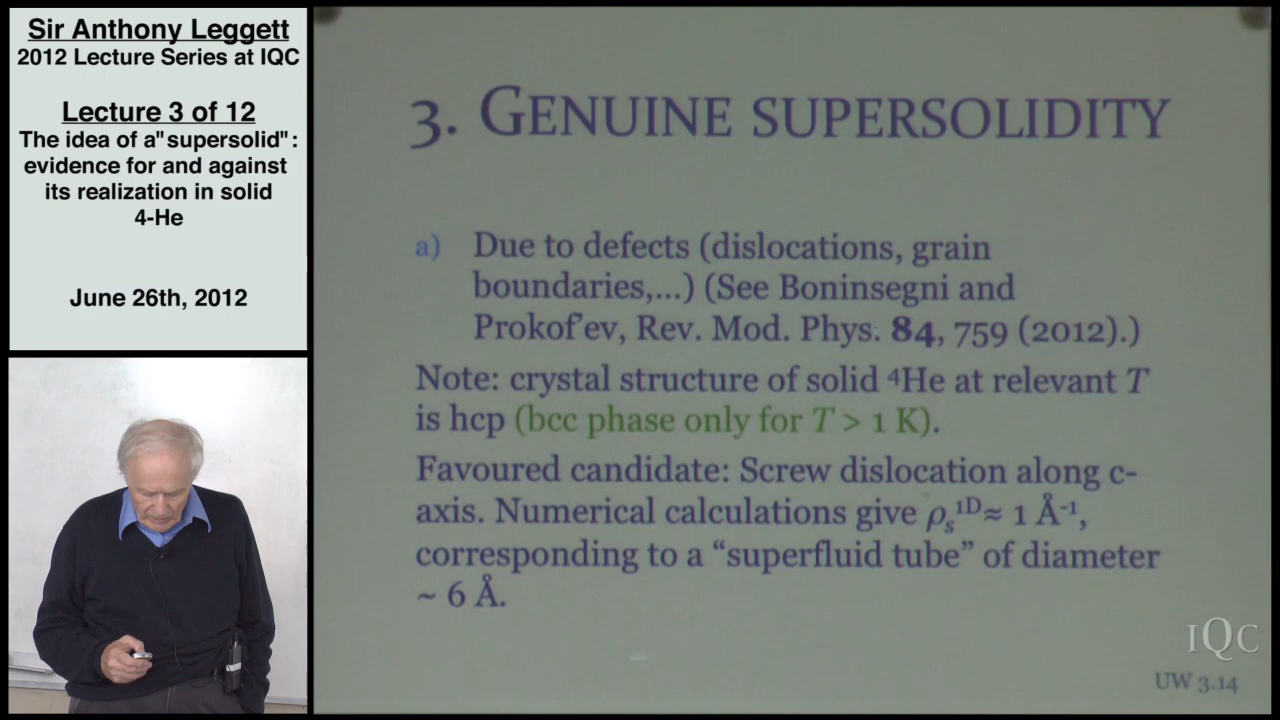 Sir Anthony Leggett
2012 Lecture Series at IQC
Lecture 3 of 12
The idea of a"supersolid":
evidence for and against
its realization in solid
4-He
June 26th, 2012
3. GENUINE SUPERSOLIDITY
a) Due to defects (dislocations, grain
boundaries,...) (See Boninsegni and
Prokof'ev, Rev. Mod. Phys. 84, 759 (2012).)
Note: crystal structure of solid ⁴He at relevant T
is hcp (bcc phase only for T > 1 K).
Favoured candidate: Screw dislocation along c-
axis. Numerical calculations give ρₛ¹ᴰ≈ 1 Å⁻¹,
corresponding to a “superfluid tube” of diameter
~ 6 Å.
IQC
UW 3.14